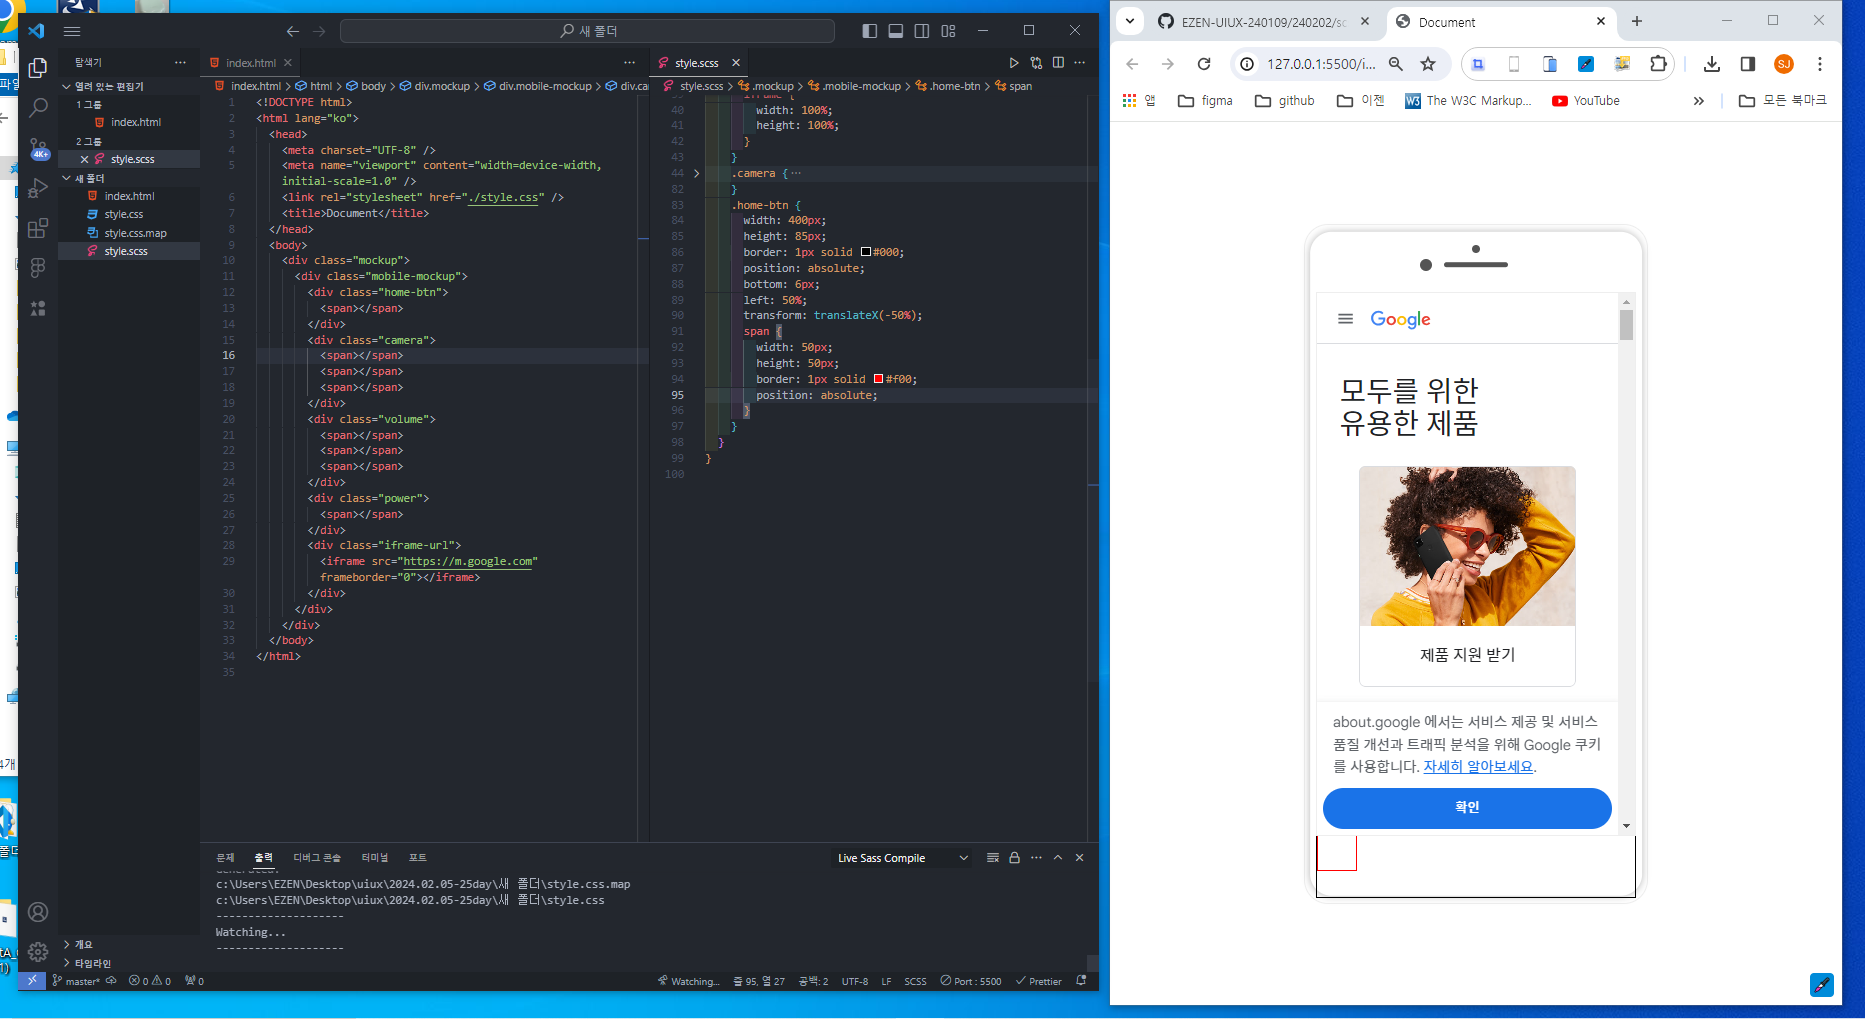 새 폴더
탐색기
열려 있는 편집기
1 그룹
index.html
2 그룹
style.scss
새 폴더
index.html
style.css
style.css.map
style.scss
개요
타임라인
4K+
index.html
index.html > html > body > div.mockup > div.mobile-mockup > div.ca
1 <!DOCTYPE html>
2 <html lang="ko">
3 <head>
4 <meta charset="UTF-8" />
5 <meta name="viewport" content="width=device-width,
initial-scale=1.0" />
6 <link rel="stylesheet" href="./style.css" />
7 <title>Document</title>
8 </head>
9 <body>
10 <div class="mockup">
11 <div class="mobile-mockup">
12 <div class="home-btn">
13 <span></span>
14 </div>
15 <div class="camera">
16 <span></span>
17 <span></span>
18 <span></span>
19 </div>
20 <div class="volume">
21 <span></span>
22 <span></span>
23 <span></span>
24 </div>
25 <div class="power">
26 <span></span>
27 </div>
28 <div class="iframe-url">
29 <iframe src="https://m.google.com"
frameborder="0"></iframe>
30 </div>
31 </div>
32 </div>
33 </body>
34 </html>
35
style.scss
style.scss > .mockup > .mobile-mockup > .home-btn > span
40 width: 100%;
41 height: 100%;
42 }
43 }
44 .camera {···
82 }
83 .home-btn {
84 width: 400px;
85 height: 85px;
86 border: 1px solid #000;
87 position: absolute;
88 bottom: 6px;
89 left: 50%;
90 transform: translateX(-50%);
91 span {
92 width: 50px;
93 height: 50px;
94 border: 1px solid #f00;
95 position: absolute;
96 }
97 }
98 }
99 }
100
문제 출력 디버그 콘솔 터미널 포트
Live Sass Compile
c:\Users\EZEN\Desktop\uiux\2024.02.05-25day\새 폴더\style.css.map
c:\Users\EZEN\Desktop\uiux\2024.02.05-25day\새 폴더\style.css
--------------------
Watching...
--------------------
master* 0 0 0
Watching... 줄 95, 열 27 공백: 2 UTF-8 LF SCSS Port : 5500 Prettier
EZEN-UIUX-240109/240202/sc
Document
127.0.0.1:5500/i...
SJ
앱 figma github 이젠 The W3C Markup... YouTube » 모든 북마크
Google
모두를 위한
유용한 제품
제품 지원 받기
about.google 에서는 서비스 제공 및 서비스
품질 개선과 트래픽 분석을 위해 Google 쿠키
를 사용합니다. 자세히 알아보세요.
확인